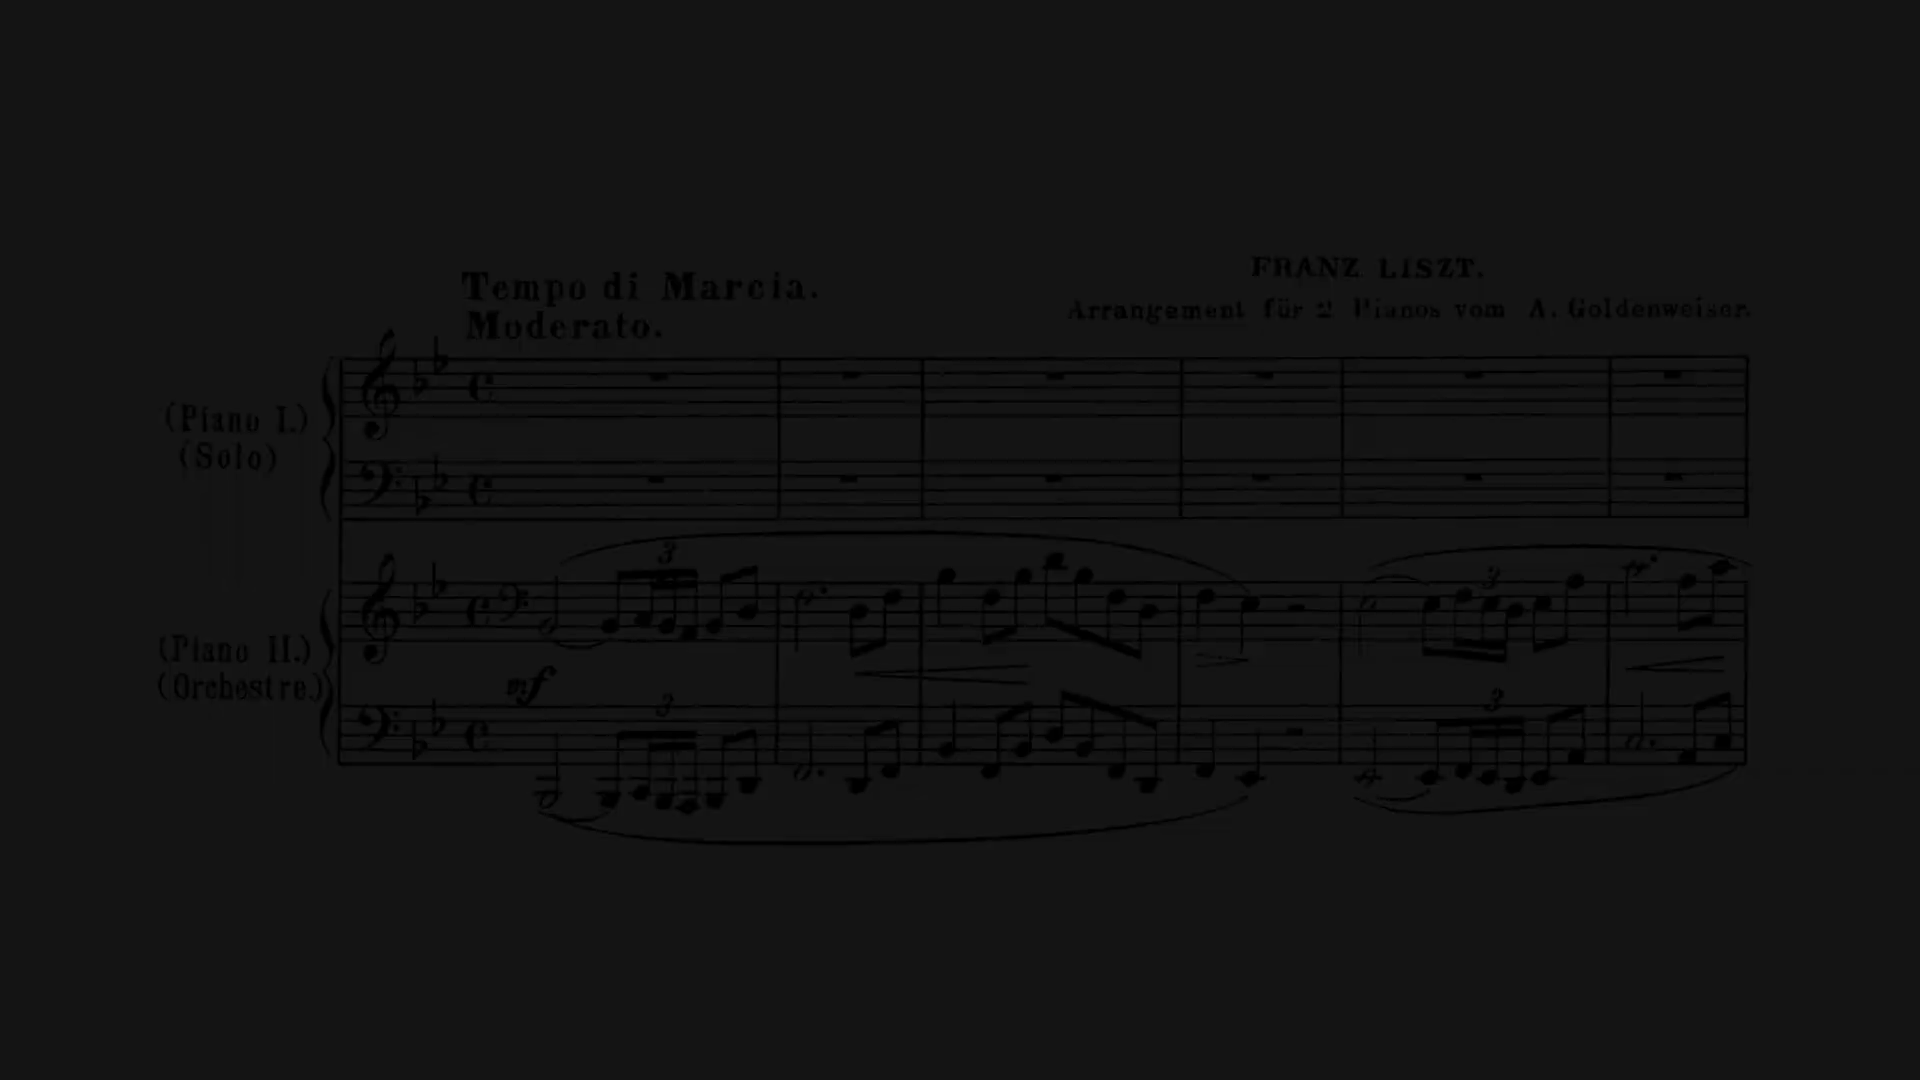 FRANZ LISZT.
Tempo di Marcia.
Arrangement für 2 Pianos vom A. Goldenweiser.
Moderato.
(Piano I.)
(Solo)
3
3
(Piano II.)
(Orchestre.)
mf
3
3